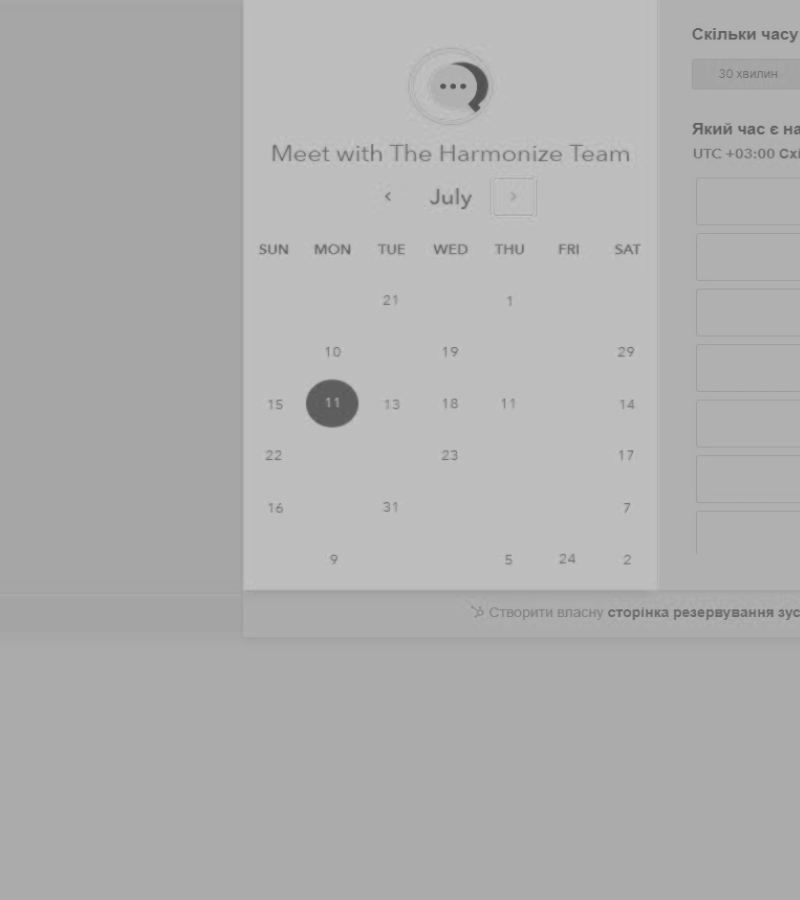 Meet with The Harmonize Team
‹ July ›
SUN MON TUE WED THU FRI SAT
21 1
10 19 29
15 11 13 18 11 14
22 23 17
16 31 7
9 5 24 2
Скільки часу
30 хвилин
Який час є на
UTC +03:00 Схі
Створити власну сторінка резервування зус